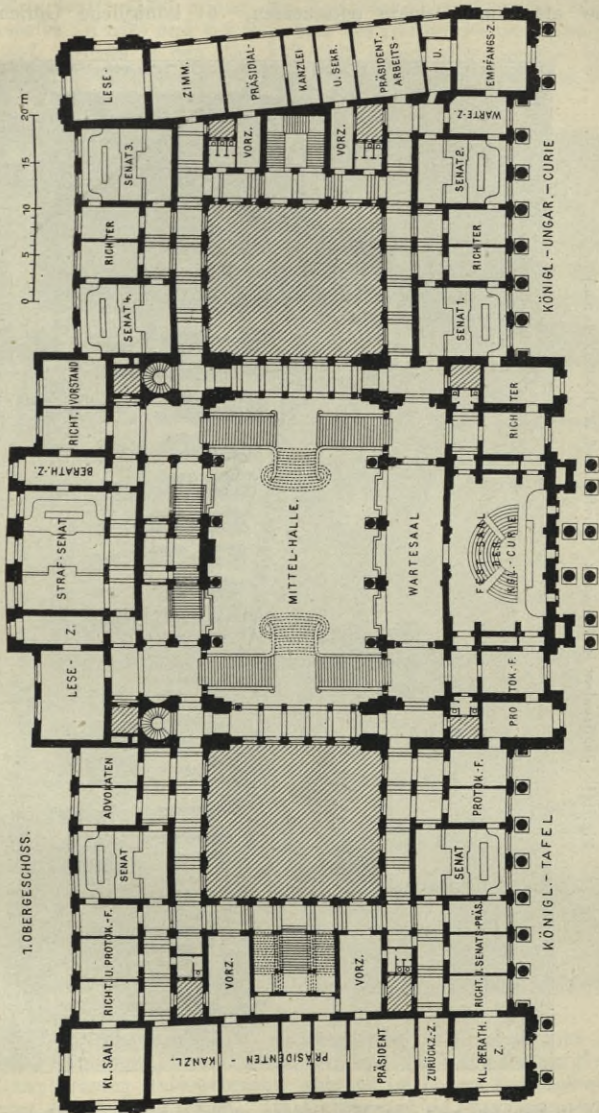 LESE-
ZIMM.
PRÄSIDIAL-
KANZLEI
U. SEKR.
PRÄSIDENT.-
ARBEITS-
U.
EMPFANGS-Z.
20 m
15
10
5
0
VORZ.
VORZ.
WARTE-Z.
SENAT 3.
SENAT 2.
RICHTER
RICHTER
SENAT 4.
SENAT 1.
KÖNIGL.-UNGAR.-CURIE
RICHT. VORSTAND
RICHTER
BERATH.-Z.
STRAF-SENAT
MITTEL-HALLE.
WARTESAAL
FEST-SAAL
DER
KGL.-CURIE
Z.
LESE-
PROTOK.-F.
ADVOKATEN
PROTOK.-F.
1. OBERGESCHOSS.
SENAT
SENAT
KÖNIGL.-TAFEL
RICHT. U. PROTOK.-F.
VORZ.
VORZ.
RICHT. U. SENATS-PRÄS.
KL. SAAL
PRÄSIDENTEN-
KANZL.
PRÄSIDENT
ZURÜCKZ.-Z.
KL. BERATH.
Z.